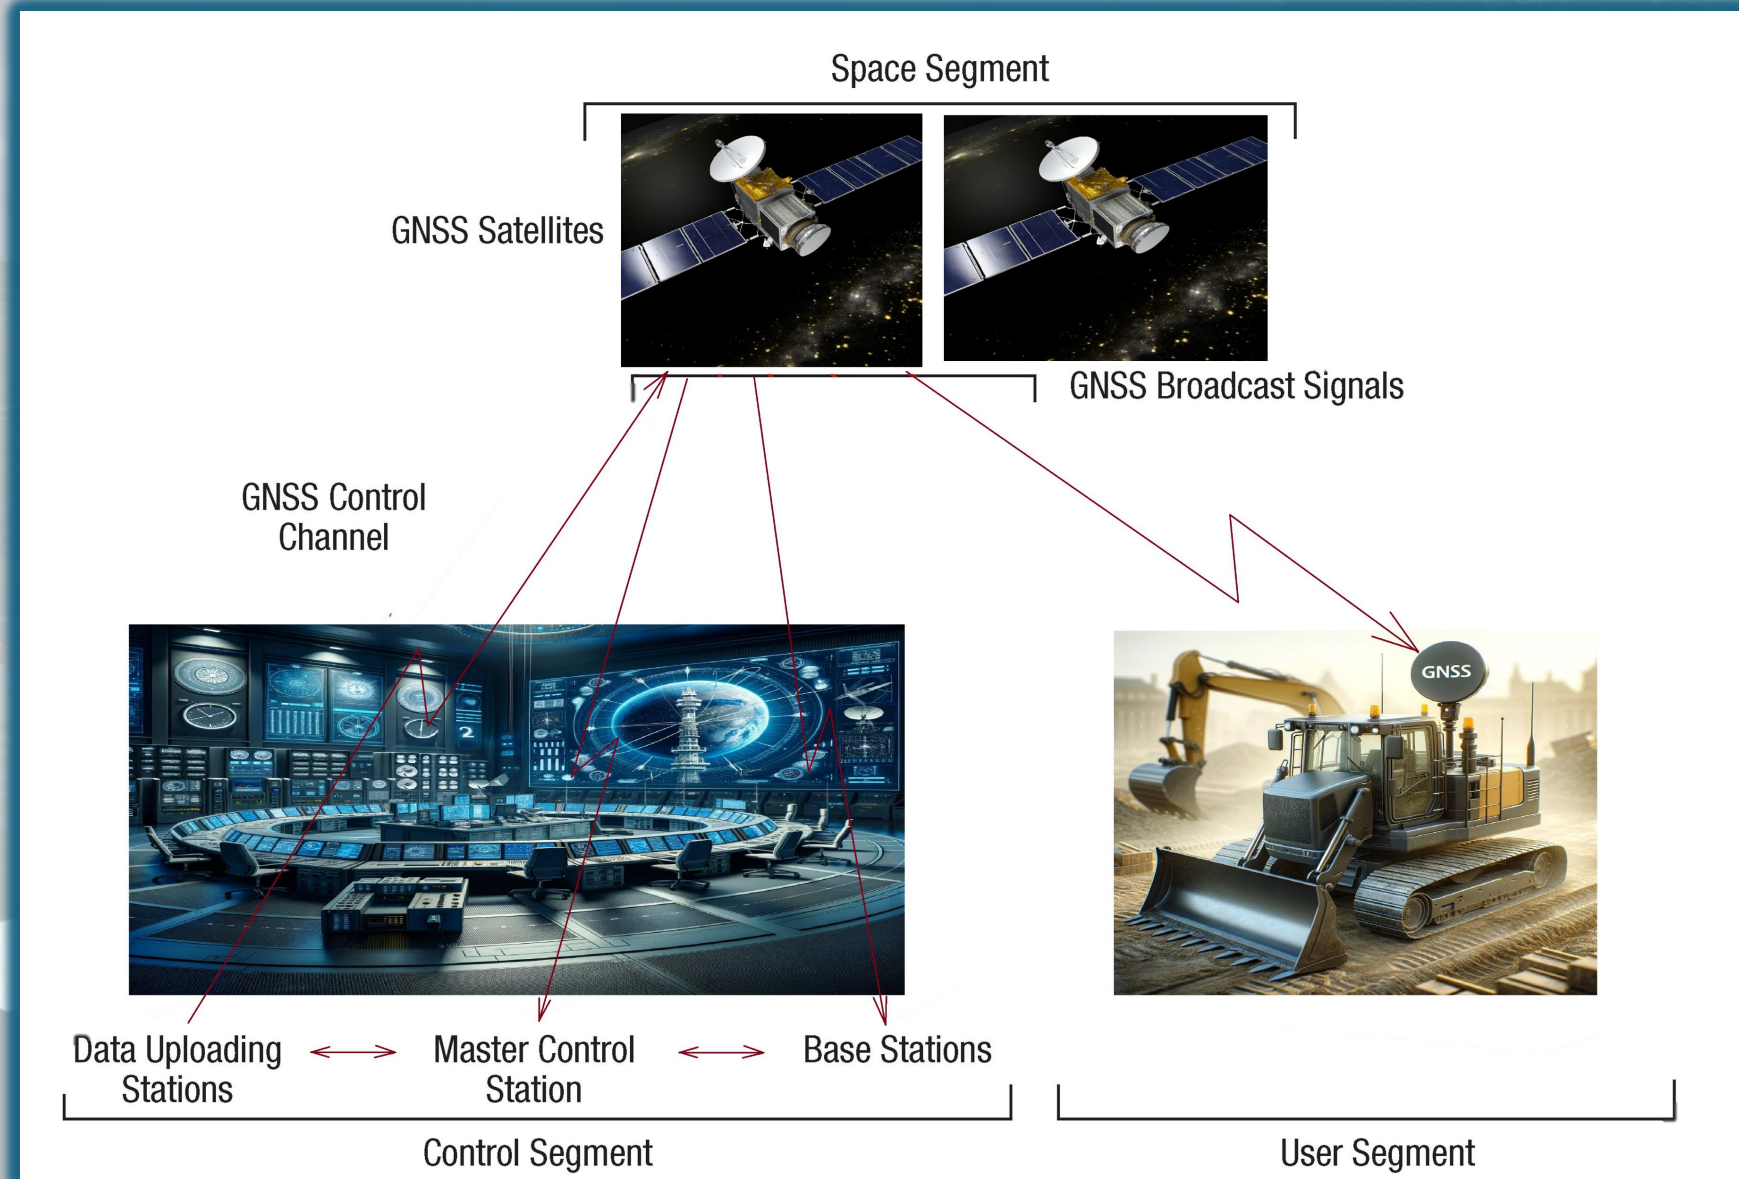 Space Segment
GNSS Satellites
GNSS Broadcast Signals
GNSS Control
Channel
2
GNSS
Data Uploading
Stations
Master Control
Station
Base Stations
Control Segment
User Segment